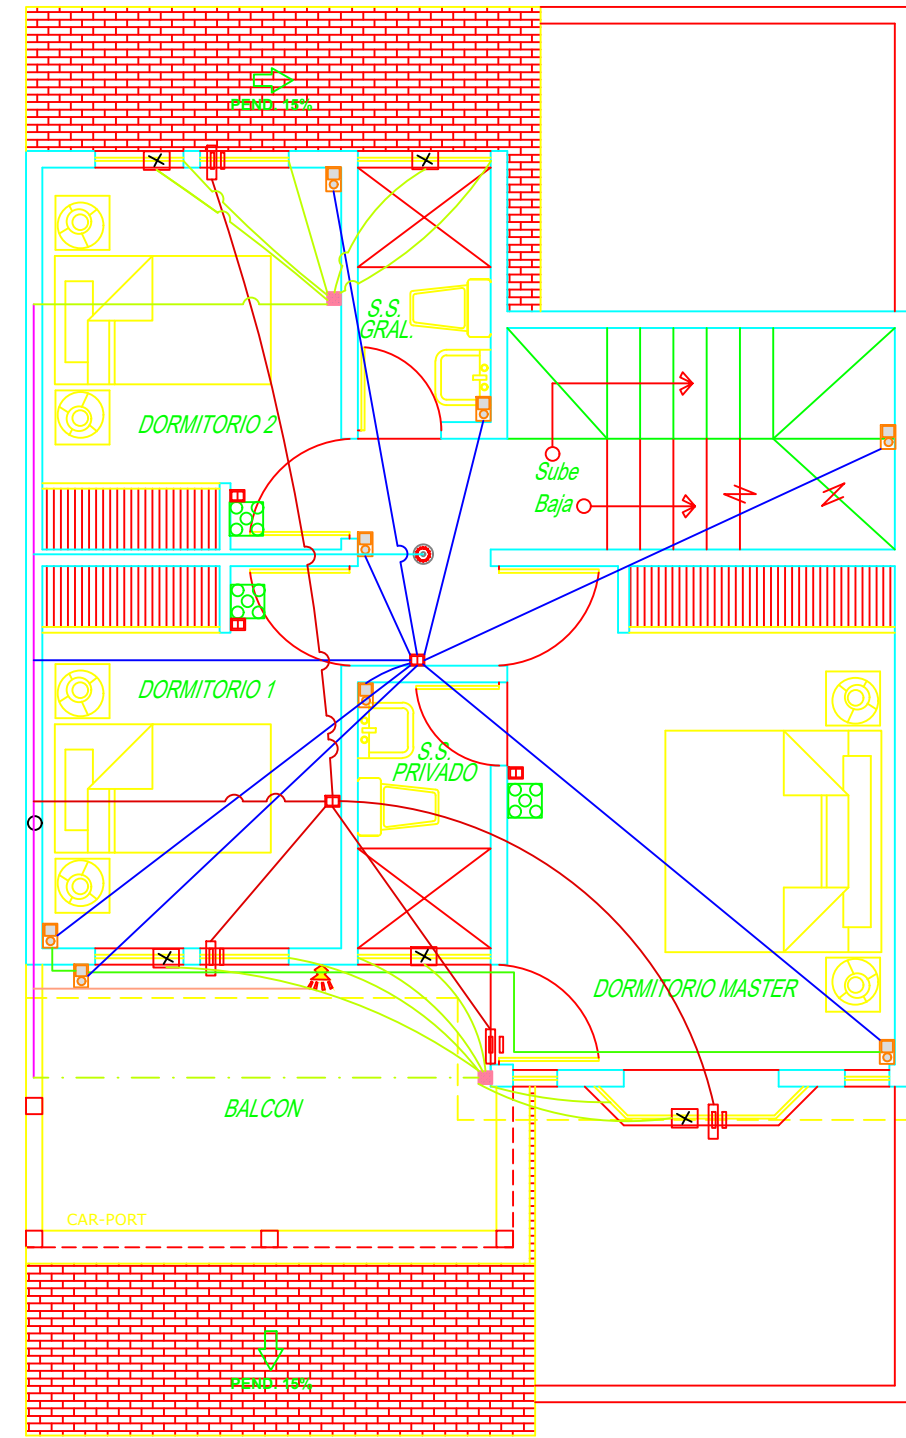 PEND. 15%
S.S.
GRAL.
DORMITORIO 2
Sube
Baja
DORMITORIO 1
S.S.
PRIVADO
DORMITORIO MASTER
BALCON
CAR-PORT
PEND. 15%